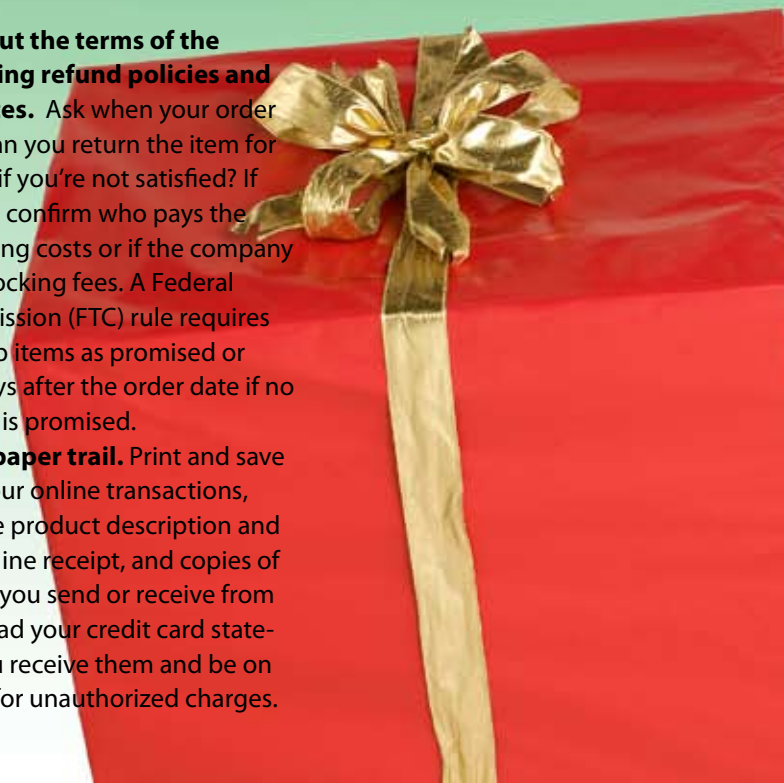 ut the terms of the
ing refund policies and
es. Ask when your order
an you return the item for
if you're not satisfied? If
confirm who pays the
ng costs or if the company
ocking fees. A Federal
ission (FTC) rule requires
p items as promised or
ys after the order date if no
is promised.
paper trail. Print and save
ur online transactions,
e product description and
line receipt, and copies of
you send or receive from
ad your credit card state-
u receive them and be on
for unauthorized charges.